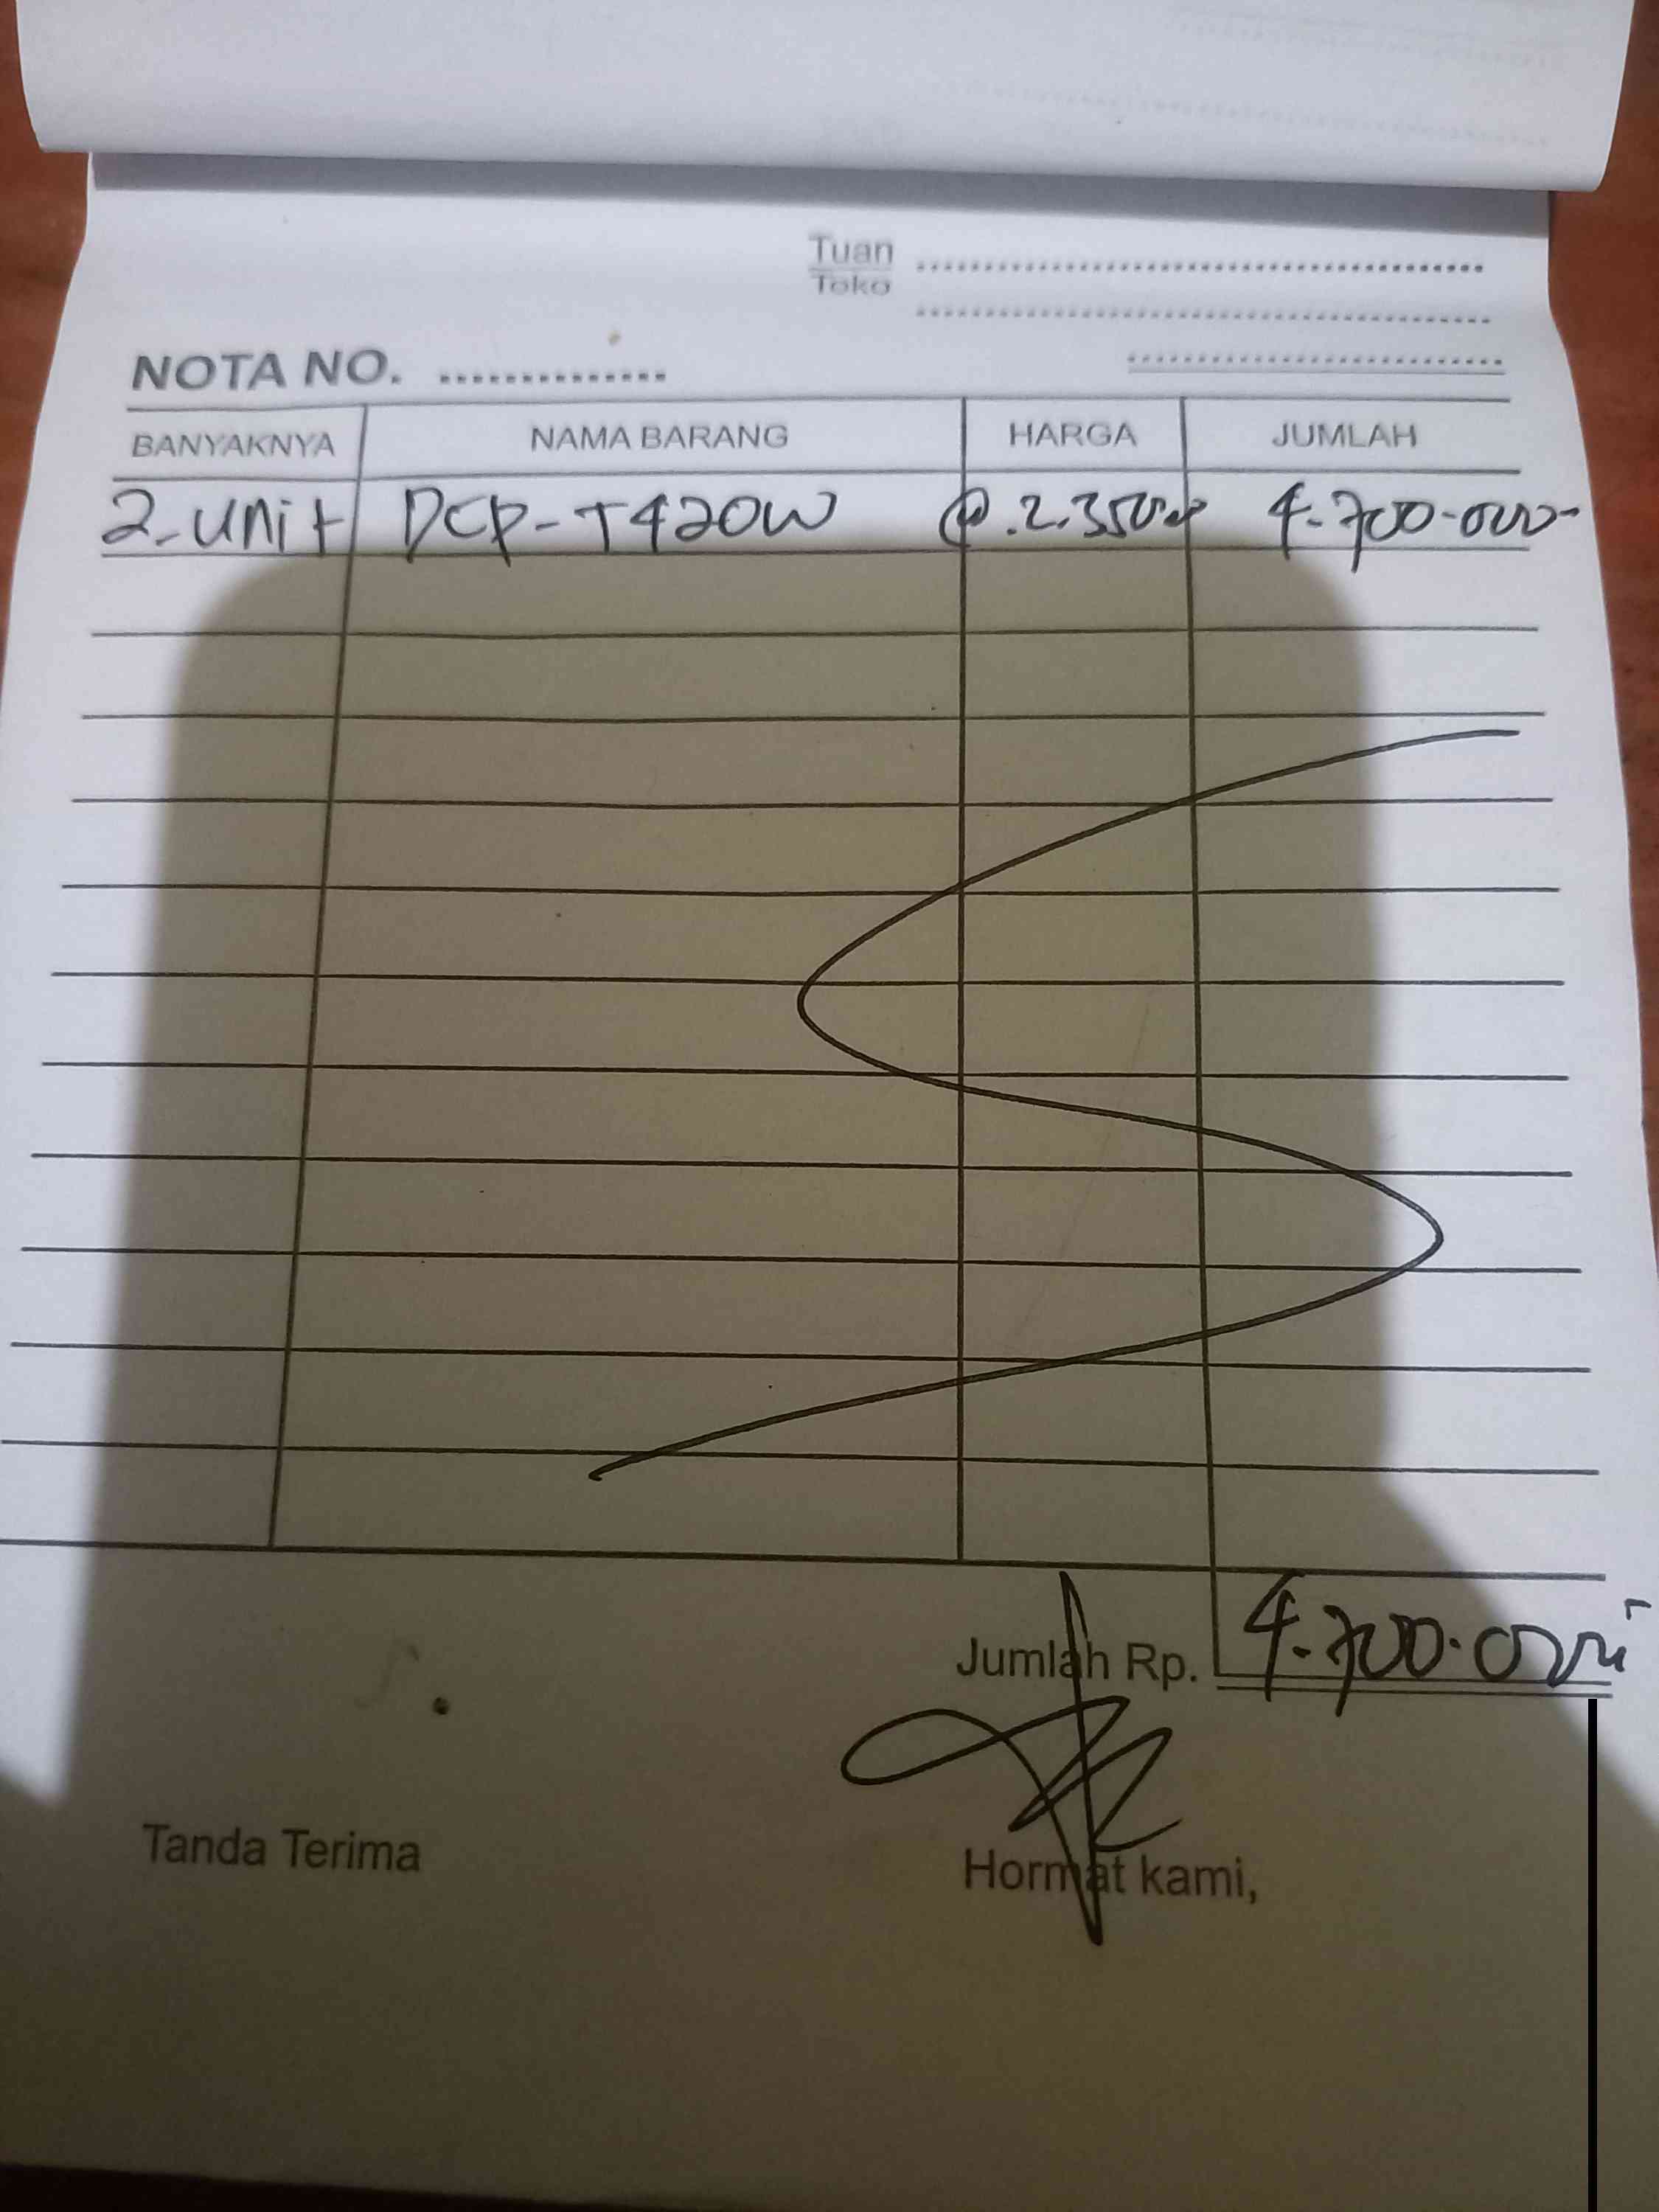 Tuan
Toko
NOTA NO.
BANYAKNYA NAMA BARANG HARGA JUMLAH
2-unit DCP-T420W @.2.350.000 4-700-000-
Jumlah Rp. 4-700.000
Tanda Terima Hormat kami,